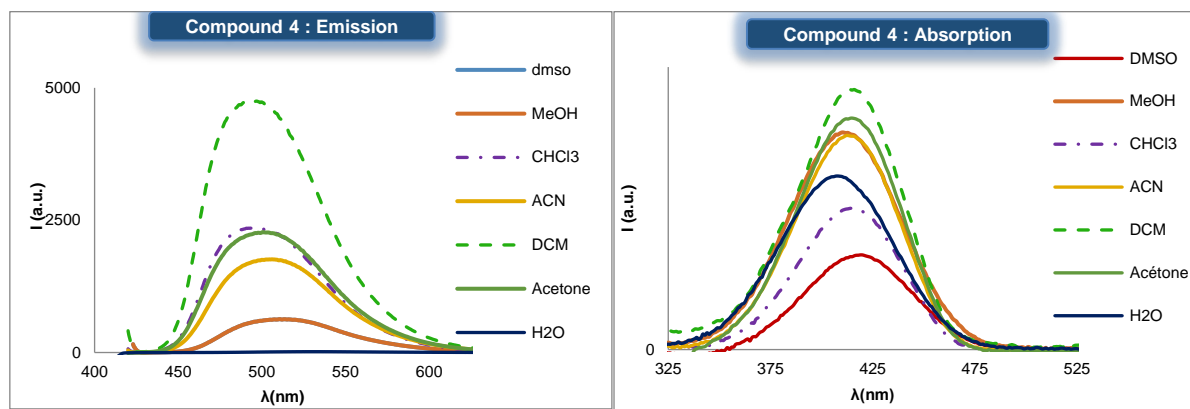 Compound 4 : Emission
I (a.u.)
5000
2500
0
400
450
500
550
600
λ(nm)
dmso
MeOH
CHCl3
ACN
DCM
Acetone
H2O
Compound 4 : Absorption
I (a.u.)
0
325
375
425
475
525
λ(nm)
DMSO
MeOH
CHCl3
ACN
DCM
Acétone
H2O